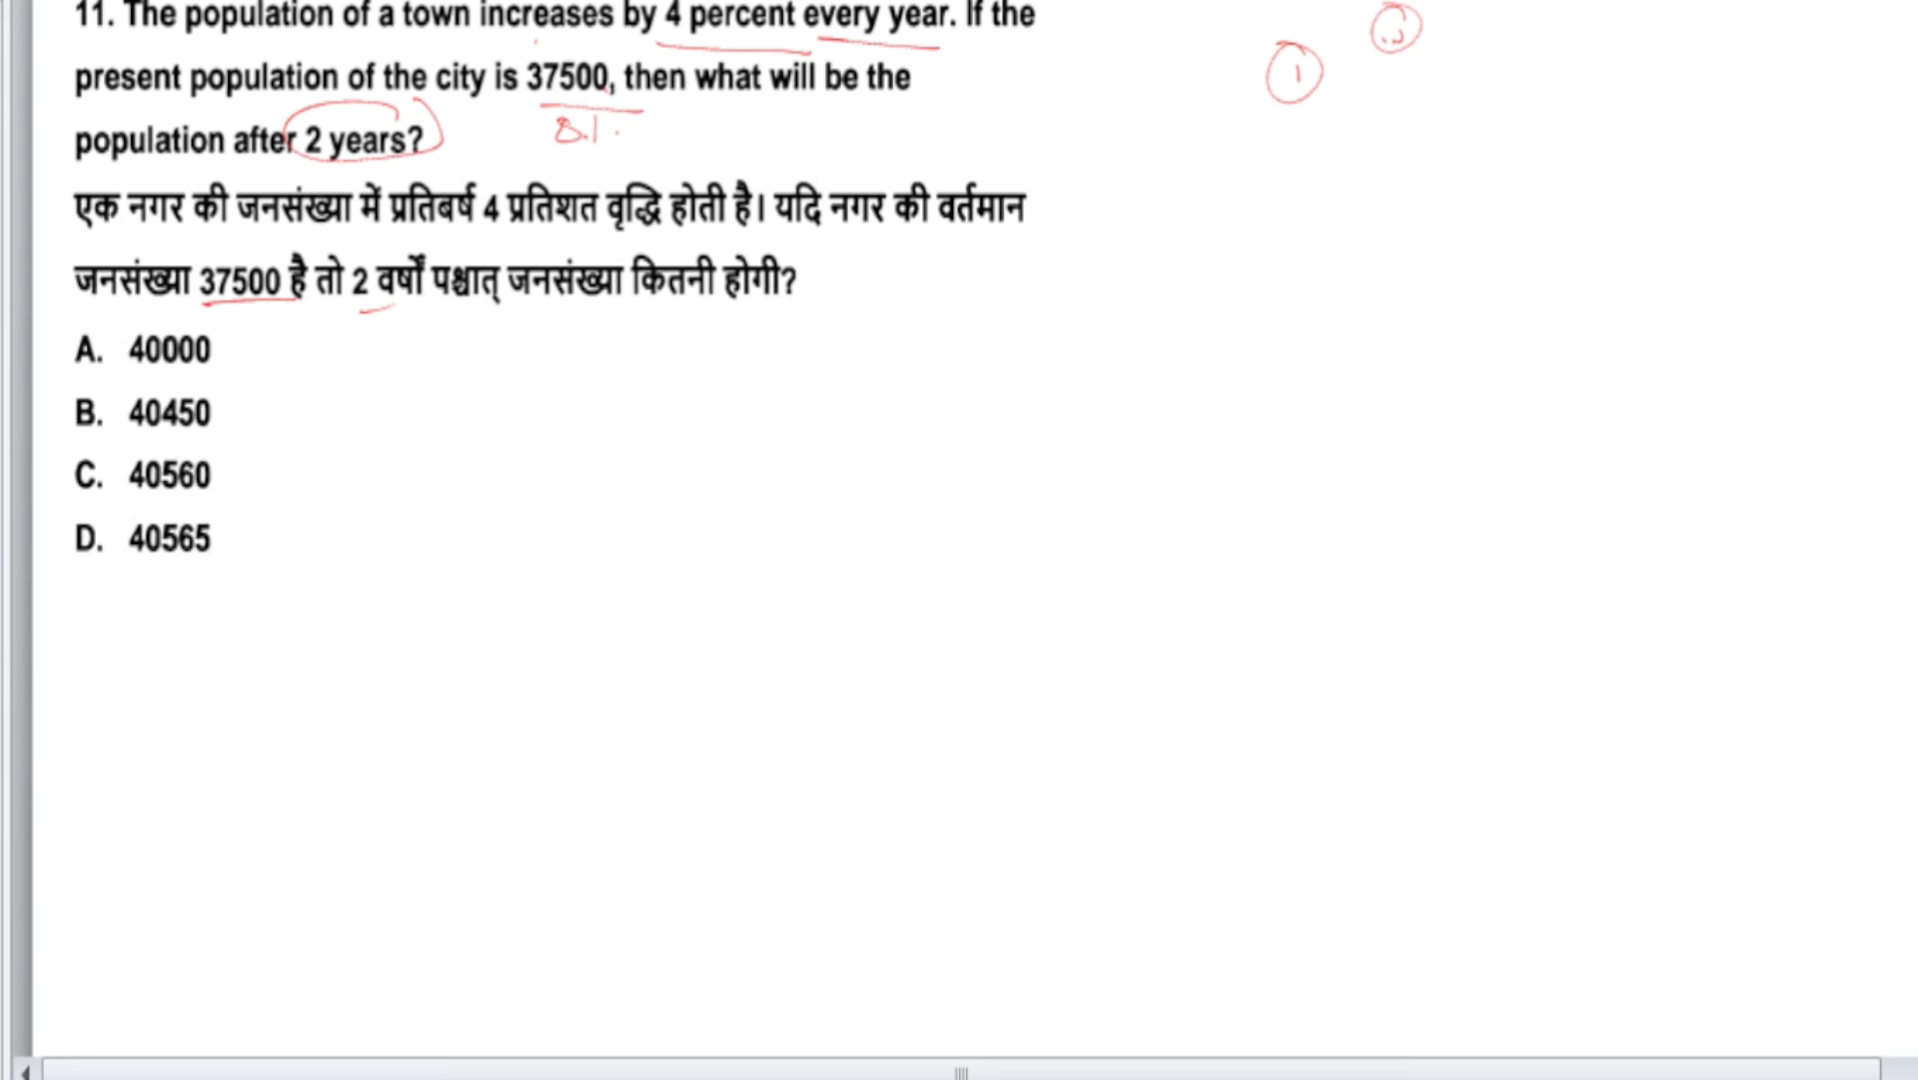 11. The population of a town increases by 4 percent every year. If the
present population of the city is 37500, then what will be the
population after 2 years?
एक नगर की जनसंख्या में प्रतिबर्ष 4 प्रतिशत वृद्धि होती है। यदि नगर की वर्तमान
जनसंख्या 37500 है तो 2 वर्षों पश्चात् जनसंख्या कितनी होगी?
A. 40000
B. 40450
C. 40560
D. 40565